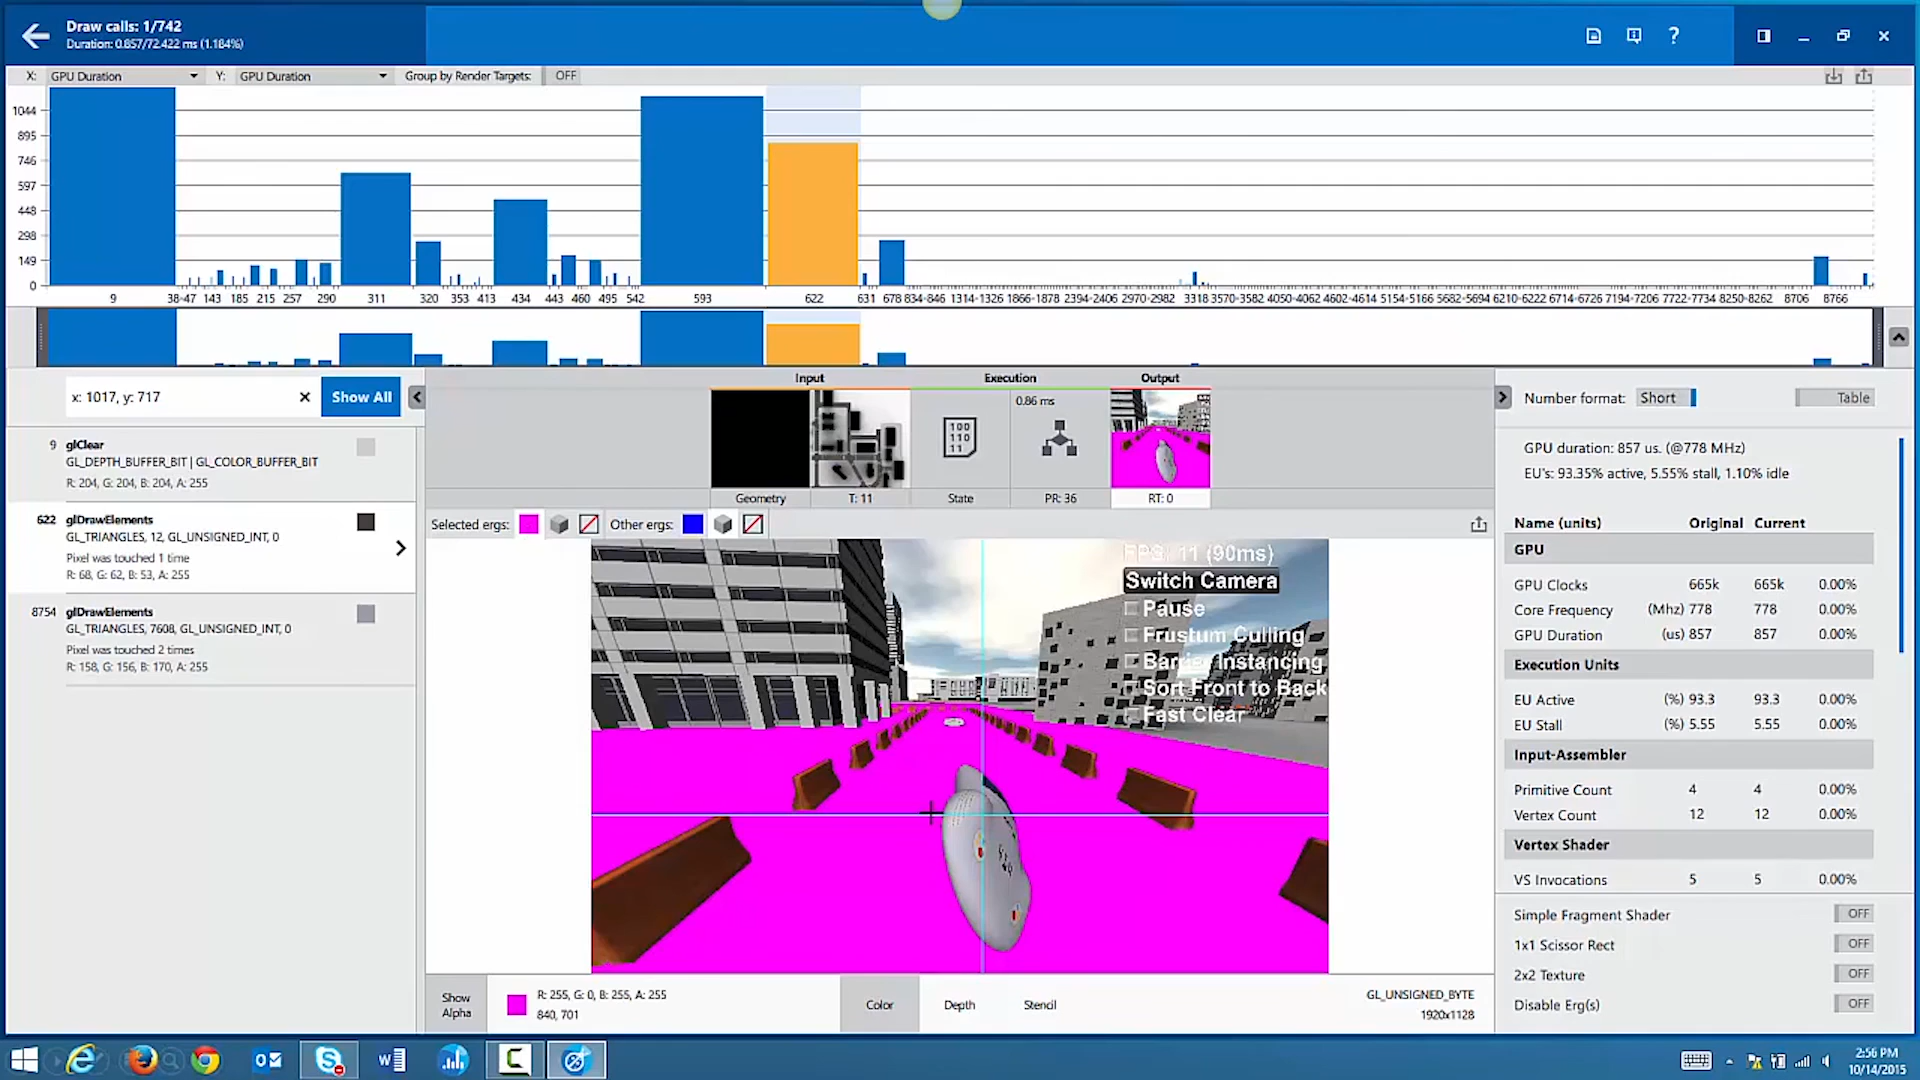 Draw calls: 1/742
Duration: 0.857/72.422 ms (1.184%)
X: GPU Duration Y: GPU Duration Group by Render Targets: OFF
1044
895
746
597
448
298
149
0
9 38-47 143 185 215 257 290 311 320 353 413 434 443 460 495 542 593 622 631 678 834-846 1314-1326 1866-1878 2394-2406 2970-2982 3318 3570-3582 4050-4062 4602-4614 5154-5166 5682-5694 6210-6222 6714-6726 7194-7206 7722-7734 8250-8262 8706 8766
x: 1017, y: 717 Show All
9 glClear
GL_DEPTH_BUFFER_BIT | GL_COLOR_BUFFER_BIT
R: 204, G: 204, B: 204, A: 255
622 glDrawElements
GL_TRIANGLES, 12, GL_UNSIGNED_INT, 0
Pixel was touched 1 time
R: 68, G: 62, B: 53, A: 255
8754 glDrawElements
GL_TRIANGLES, 7608, GL_UNSIGNED_INT, 0
Pixel was touched 2 times
R: 158, G: 156, B: 170, A: 255
Input Execution Output
0.86 ms
100
110
11
Geometry T: 11 State PR: 36 RT: 0
Selected ergs: Other ergs:
FPS: 11 (90ms)
Switch Camera
Pause
Frustum Culling
Barrier Instancing
Sort Front to Back
Fast Clear
Show
Alpha
R: 255, G: 0, B: 255, A: 255
840, 701
Color Depth Stencil
GL_UNSIGNED_BYTE
1920x1128
Number format: Short Table
GPU duration: 857 us. (@778 MHz)
EU's: 93.35% active, 5.55% stall, 1.10% idle
Name (units) Original Current
GPU
GPU Clocks 665k 665k 0.00%
Core Frequency (Mhz) 778 778 0.00%
GPU Duration (us) 857 857 0.00%
Execution Units
EU Active (%) 93.3 93.3 0.00%
EU Stall (%) 5.55 5.55 0.00%
Input-Assembler
Primitive Count 4 4 0.00%
Vertex Count 12 12 0.00%
Vertex Shader
VS Invocations 5 5 0.00%
Simple Fragment Shader OFF
1x1 Scissor Rect OFF
2x2 Texture OFF
Disable Erg(s) OFF
2:56 PM
10/14/2015